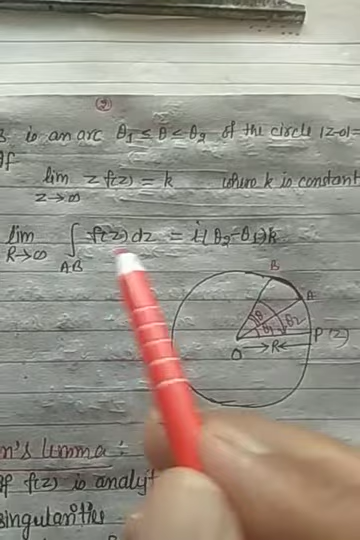 ②
is an arc θ₁ ≤ θ ≤ θ₂ of the circle |z-0|=
If
lim z→∞ z f(z) = k where k is constant
lim R→∞ ∫AB f(z) dz = i(θ₂-θ₁)k
B
A
θ
θ₁ θ₂
P(z)
O →R←
n's limma :
If f(z) is analyt
singularities